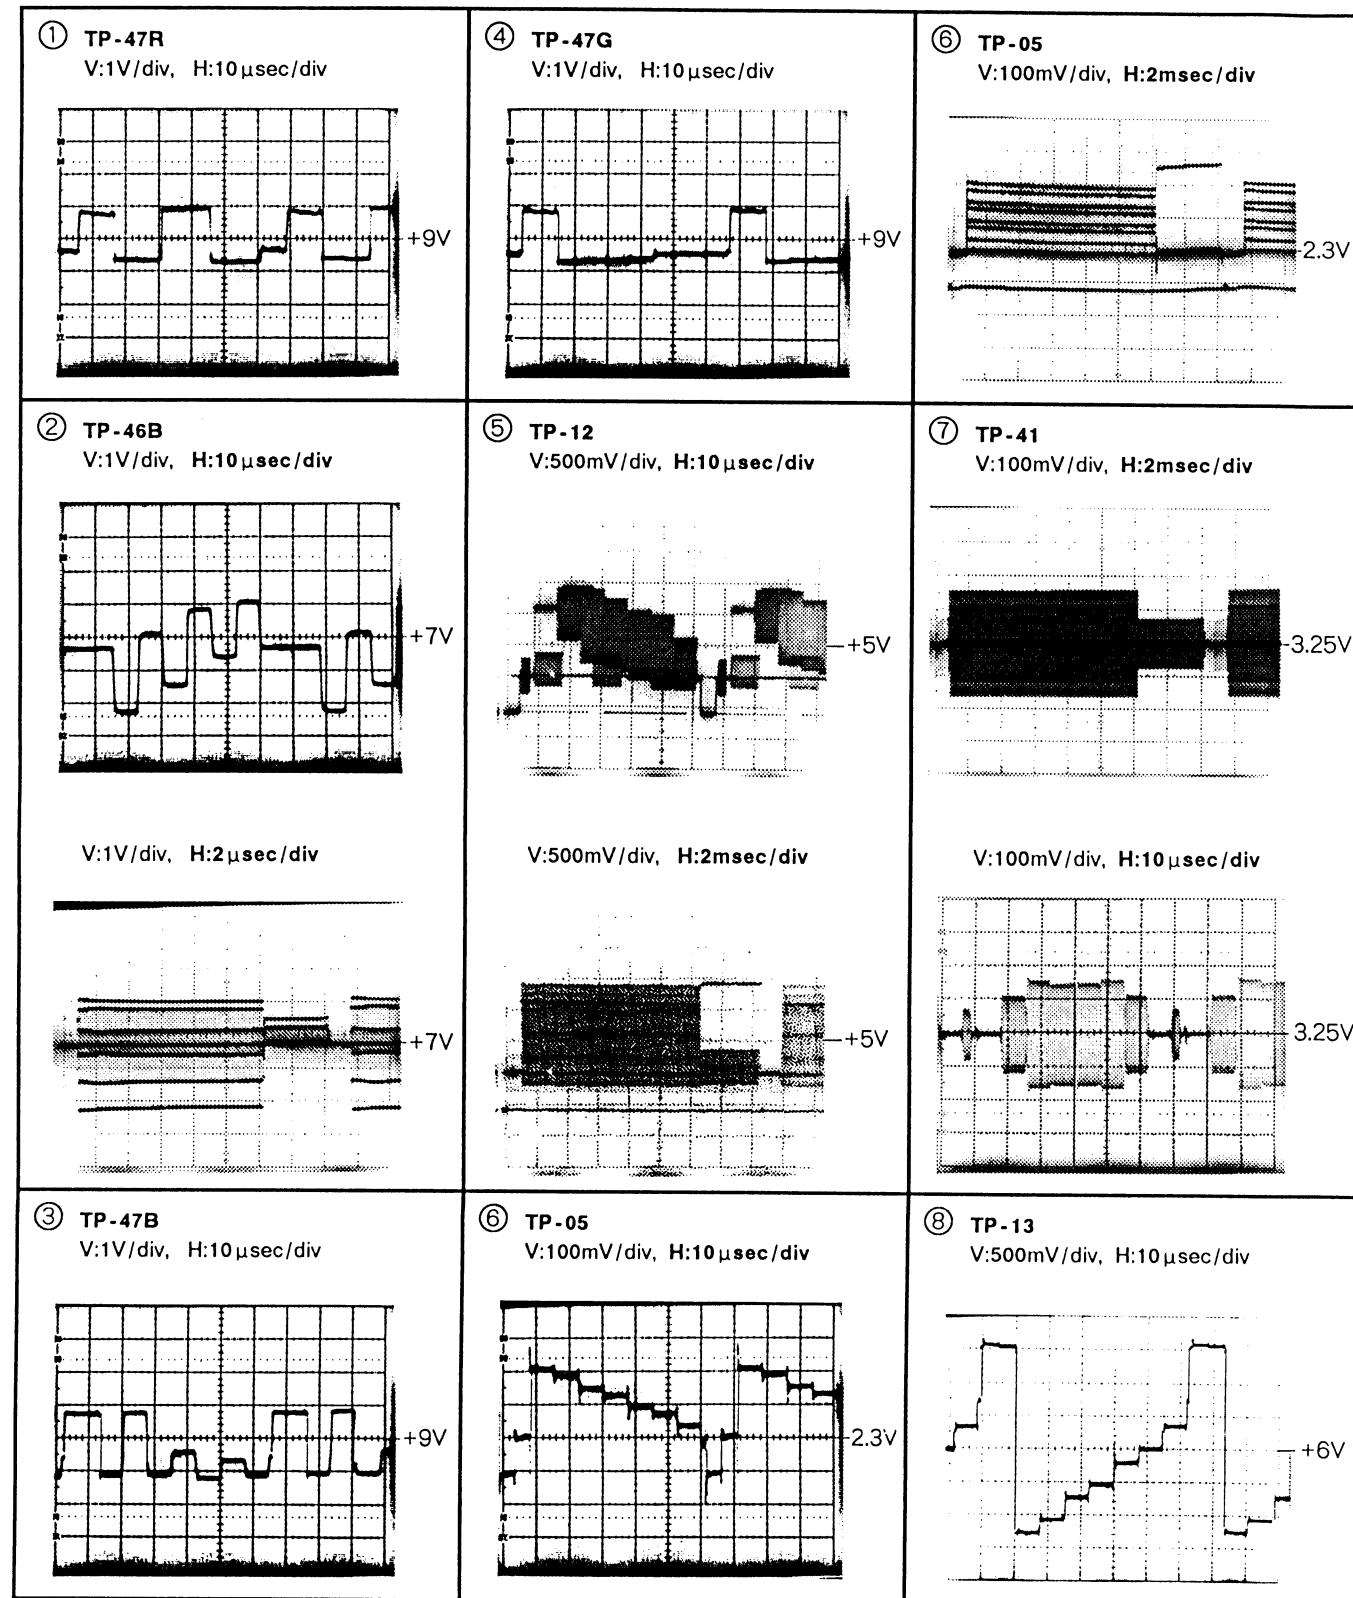 ① TP-47R
V:1V/div, H:10μsec/div
+9V
④ TP-47G
V:1V/div, H:10μsec/div
+9V
⑥ TP-05
V:100mV/div, H:2msec/div
2.3V
② TP-46B
V:1V/div, H:10μsec/div
+7V
V:1V/div, H:2μsec/div
+7V
⑤ TP-12
V:500mV/div, H:10μsec/div
+5V
V:500mV/div, H:2msec/div
+5V
⑦ TP-41
V:100mV/div, H:2msec/div
3.25V
V:100mV/div, H:10μsec/div
3.25V
③ TP-47B
V:1V/div, H:10μsec/div
+9V
⑥ TP-05
V:100mV/div, H:10μsec/div
2.3V
⑧ TP-13
V:500mV/div, H:10μsec/div
+6V